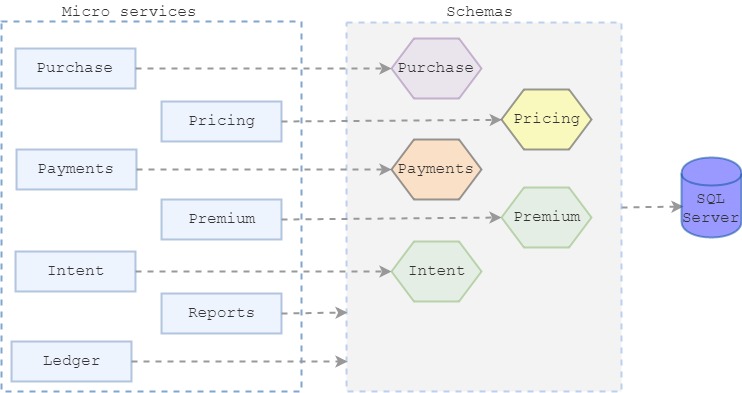 Micro services
Schemas
Purchase
Purchase
Pricing
Pricing
Payments
Payments
SQL
Server
Premium
Premium
Intent
Intent
Reports
Ledger